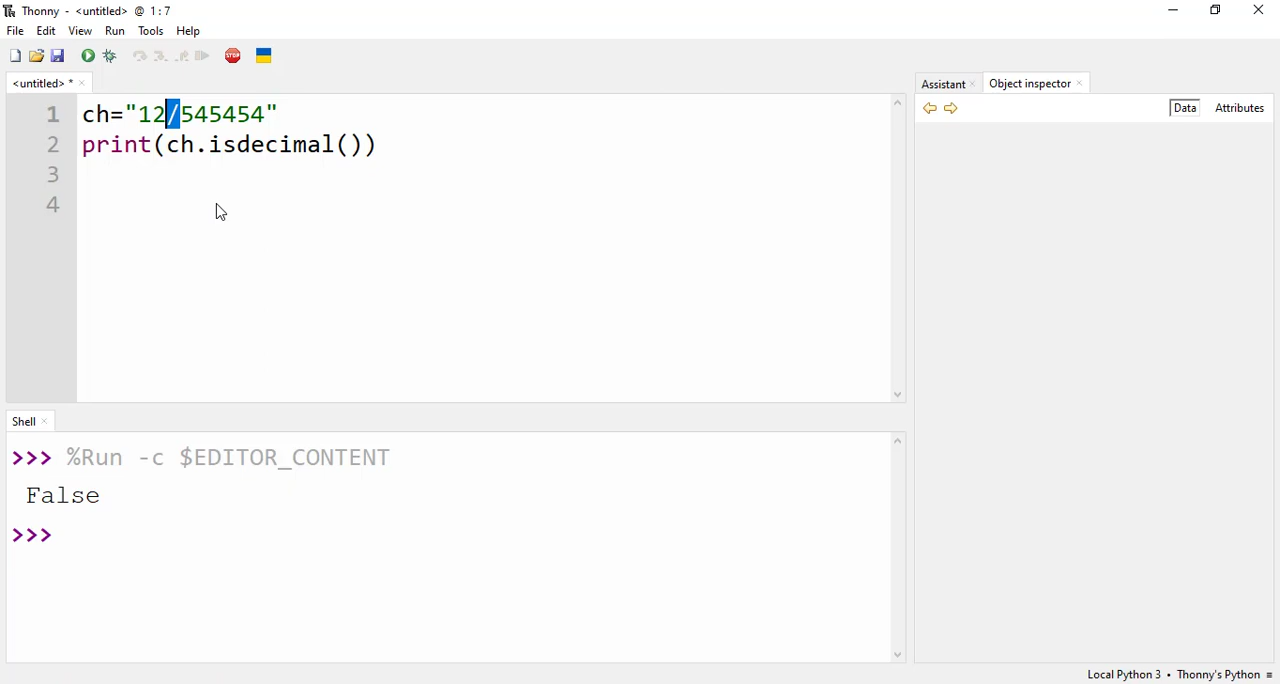 Thonny - <untitled> @ 1:7
File Edit View Run Tools Help
STOP
<untitled> *
1 ch="12/545454"
2 print(ch.isdecimal())
3
4
Assistant Object inspector
Data Attributes
Shell
>>> %Run -c $EDITOR_CONTENT
False
>>>
Local Python 3 • Thonny's Python ≡